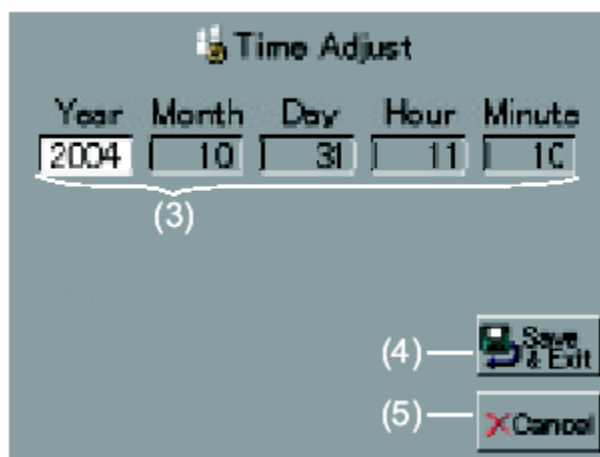 Time Adjust
Year Month Day Hour Minute
2004 10 31 11 10
(3)
(4) Save & Exit
(5) Cancel